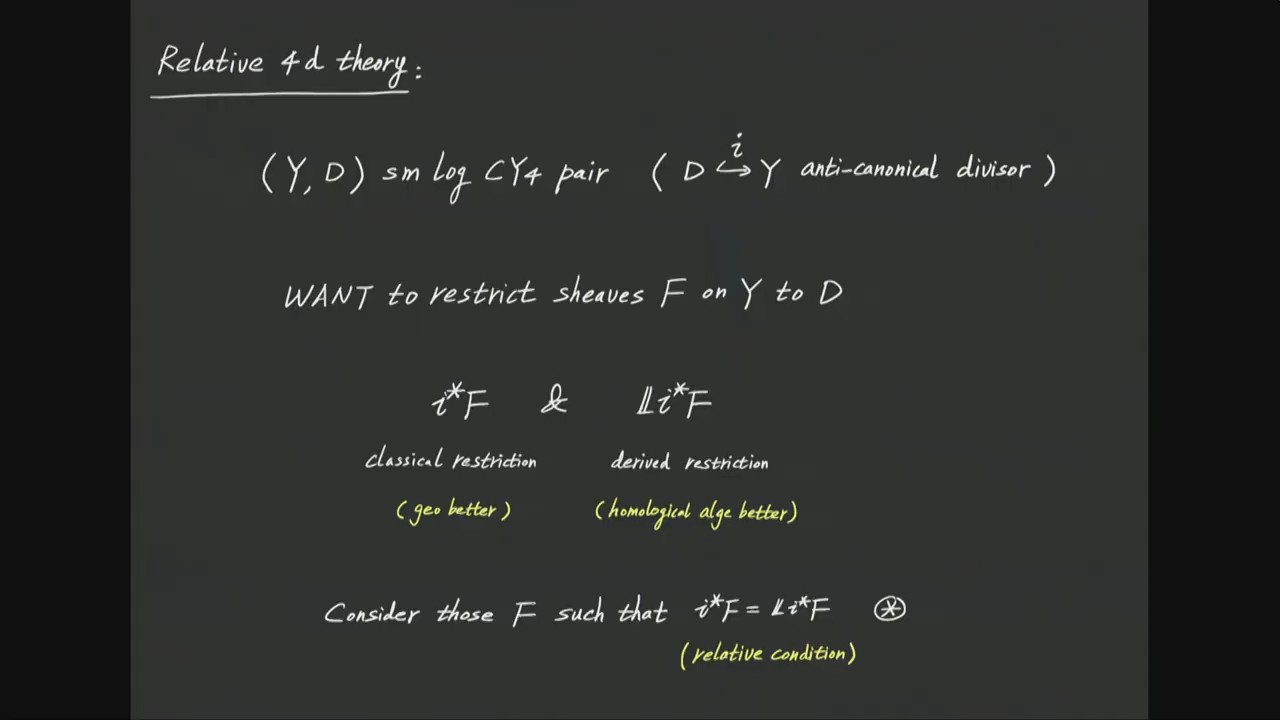 Relative 4d theory:
(Y, D) sm log CY4 pair ( D \overset{i}{↪} Y anti-canonical divisor )
WANT to restrict sheaves F on Y to D
i*F & 𝕃i*F
classical restriction derived restriction
(geo better) (homological alge better)
Consider those F such that i*F = 𝕃i*F ⊛
(relative condition)